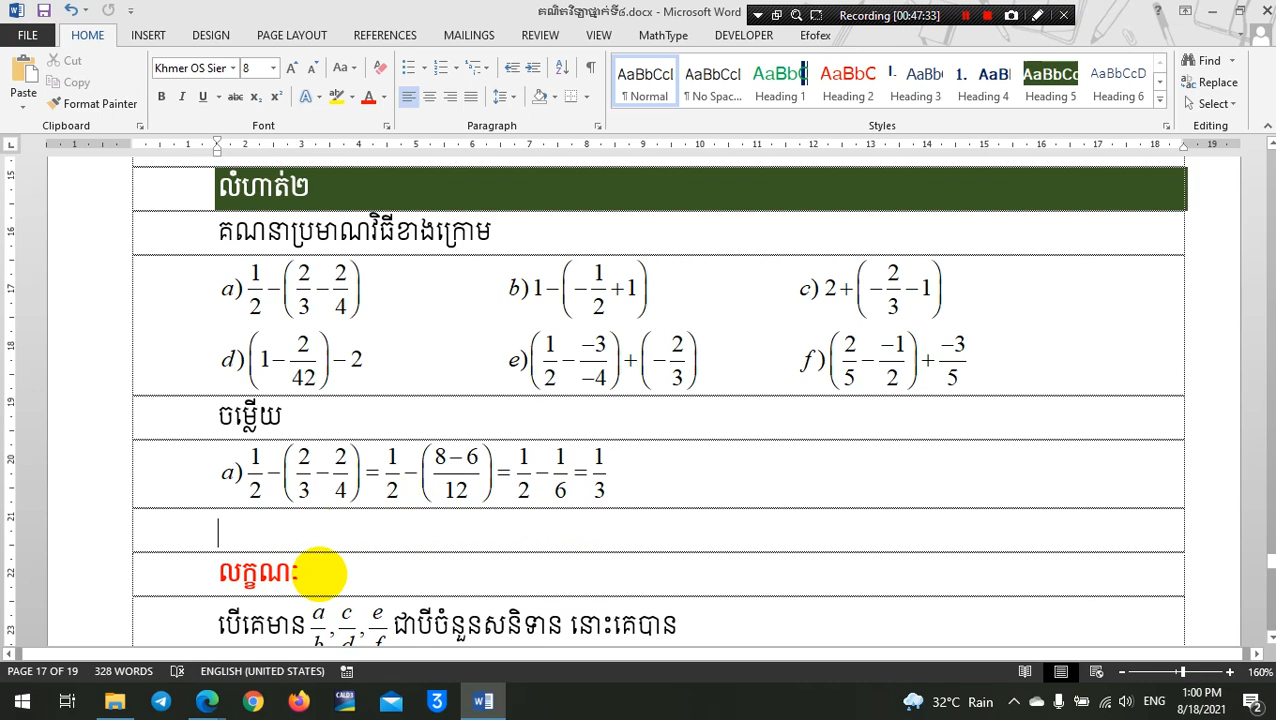 គណិតវិទ្យាថ្នាក់ទី៨.docx - Microsoft Word
Recording [00:47:33]
FILE HOME INSERT DESIGN PAGE LAYOUT REFERENCES MAILINGS REVIEW VIEW MathType DEVELOPER Efofex
Paste Cut Copy Format Painter
Khmer OS Sier 8
AaBbCcI AaBbCcI AaBbC AaBbCcI 1. AaBb 1. AaB AaBbCc AaBbCcD
¶ Normal ¶ No Spac... Heading 1 Heading 2 Heading 3 Heading 4 Heading 5 Heading 6
Find Replace Select
Clipboard Font Paragraph Styles Editing
លំហាត់២
គណនាប្រមាណវិធីខាងក្រោម
a) 1/2 − (2/3 − 2/4) b) 1 − (−1/2 + 1) c) 2 + (−2/3 − 1)
d) (1 − 2/42) − 2 e) (1/2 − −3/−4) + (−2/3) f) (2/5 − −1/2) + −3/5
ចម្លើយ
a) 1/2 − (2/3 − 2/4) = 1/2 − (8 − 6/12) = 1/2 − 1/6 = 1/3
លក្ខណៈ
បើគេមាន a/b, c/d, e/f ជាបីចំនួនសនិទាន នោះគេបាន
PAGE 17 OF 19 328 WORDS ENGLISH (UNITED STATES) 160%
32°C Rain ENG 1:00 PM 8/18/2021